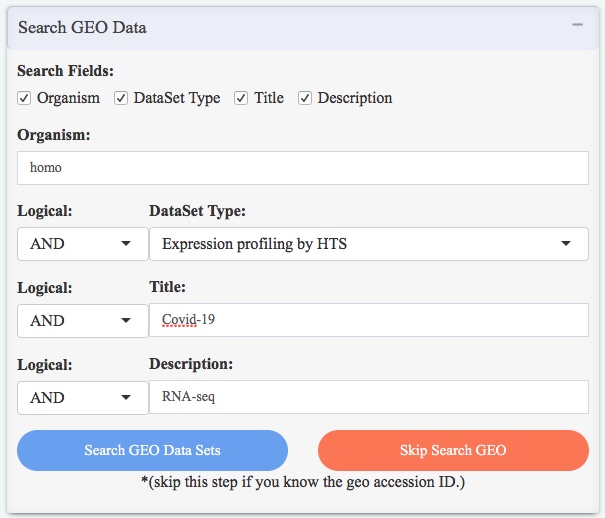 Search GEO Data
Search Fields:
Organism DataSet Type Title Description
Organism:
homo
Logical: DataSet Type:
AND Expression profiling by HTS
Logical: Title:
AND Covid-19
Logical: Description:
AND RNA-seq
Search GEO Data Sets Skip Search GEO
*(skip this step if you know the geo accession ID.)